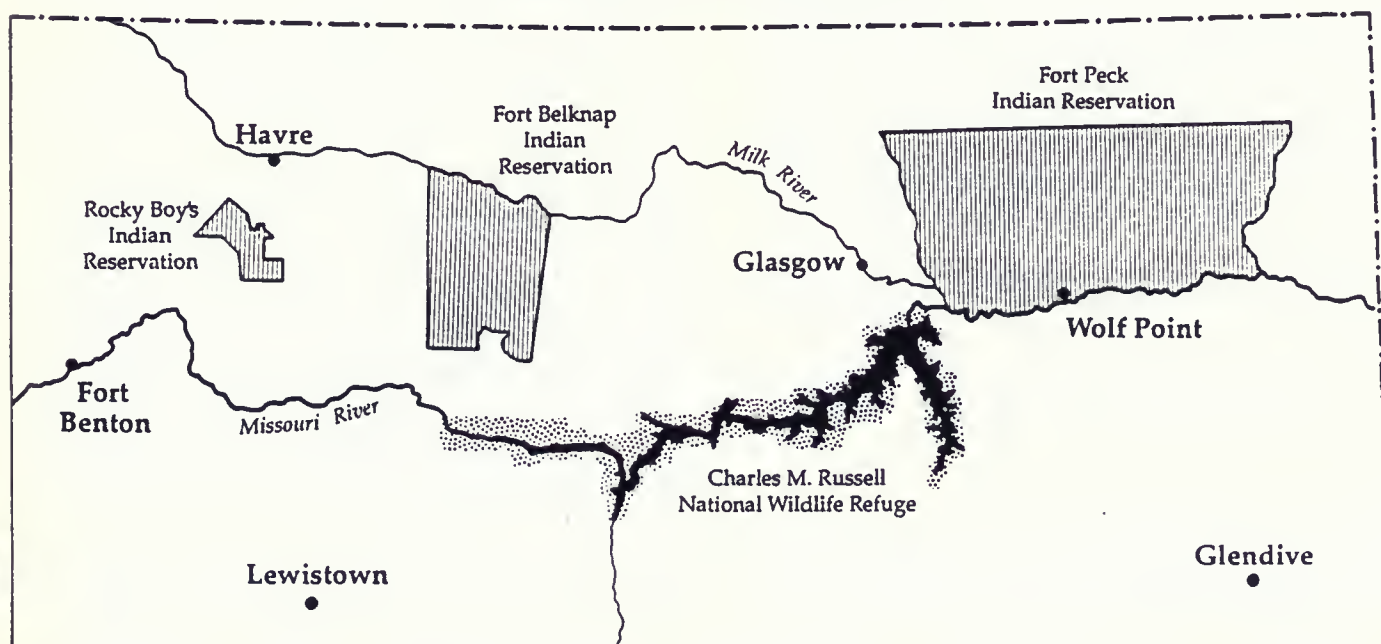 Fort Peck
Indian Reservation
Fort Belknap
Indian
Reservation
Havre
Milk River
Rocky Boy's
Indian
Reservation
Glasgow
Wolf Point
Fort
Benton
Missouri River
Charles M. Russell
National Wildlife Refuge
Lewistown
Glendive